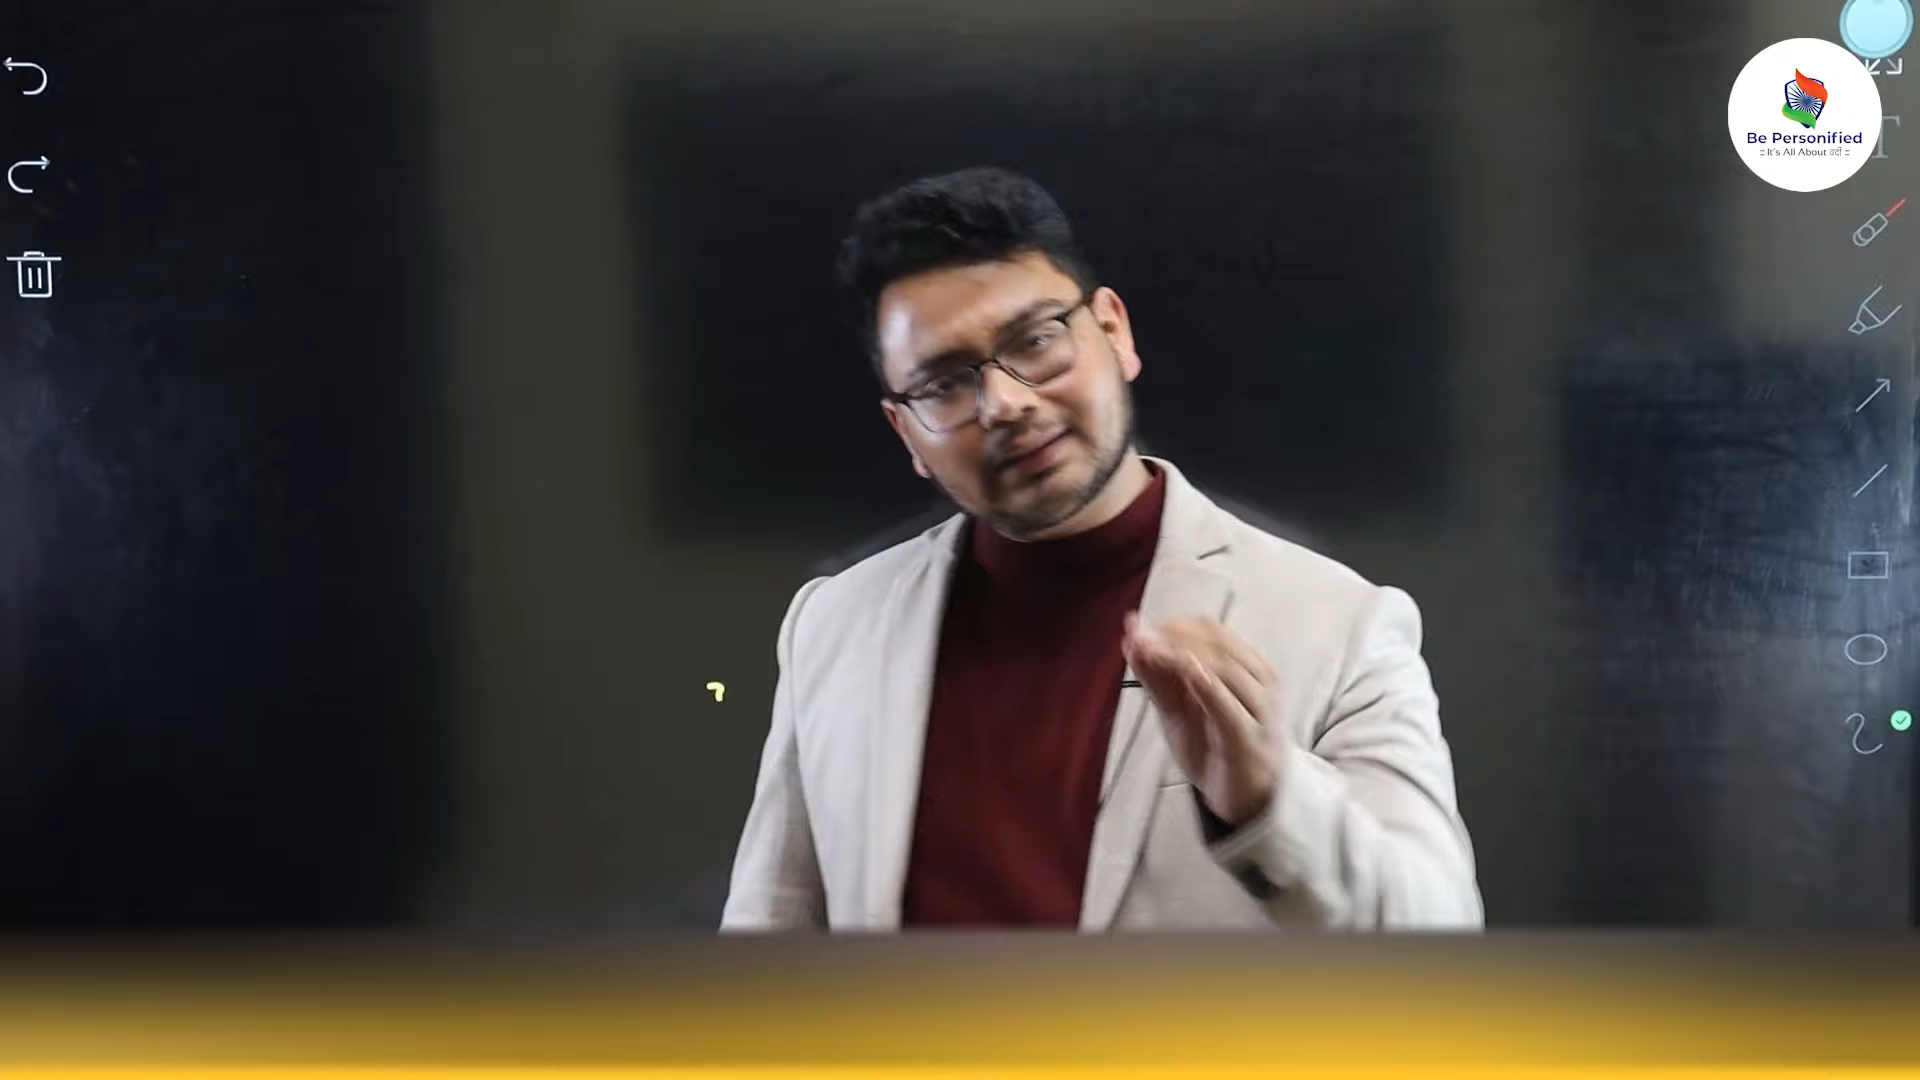 Be Personified
:: It's All About वर्दी ::
T